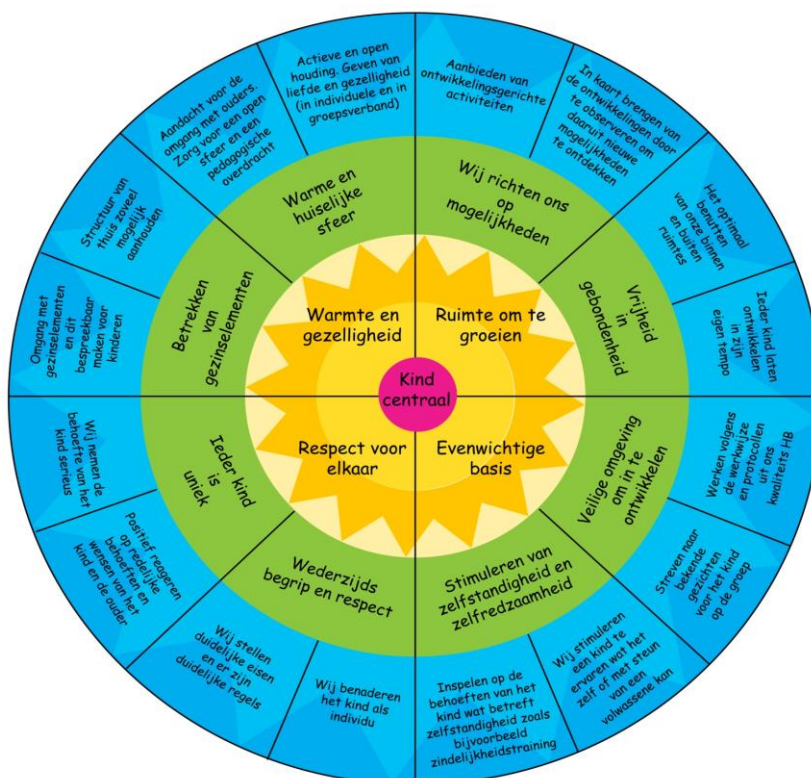 Kind
centraal
Warmte en
gezelligheid
Ruimte om te
groeien
Evenwichtige
basis
Respect voor
elkaar
Warme en
huiselijke
sfeer
Wij richten ons
op
mogelijkheden
Vrijheid
in
gebondenheid
Veilige omgeving
om in te
ontwikkelen
Stimuleren van
zelfstandigheid en
zelfredzaamheid
Wederzijds
begrip en respect
Ieder kind
is
uniek
Betrekken
van
gezinselementen
Actieve en open
houding. Geven van
liefde en gezelligheid
(in individuele en in
groepsverband)
Aanbieden van
ontwikkelingsgerichte
activiteiten
In kaart brengen van
de ontwikkelingen door
te observeren om
daaruit nieuwe
mogelijkheden
te ontdekken
Het optimaal
benutten
van onze binnen
en buiten
ruimtes
Ieder kind laten
ontwikkelen
in zijn
eigen tempo
Werken volgens
de werkwijze
en protocollen
uit ons
kwaliteits HB
Streven naar
bekende
gezichten
voor het kind
op de groep
Wij stimuleren
een kind te
ervaren wat het
zelf of met steun
van een
volwassene kan
Inspelen op de
behoeften van het
kind wat betreft
zelfstandigheid zoals
bijvoorbeeld
zindelijkheidstraining
Wij benaderen
het kind als
individu
Wij stellen
duidelijke eisen
en er zijn
duidelijke regels
Positief reageren
op redelijke
behoeften en
wensen van het
kind en de ouder
Wij nemen de
behoefte van het
kind serieus
Omgang met
gezinselementen
en dit
bespreekbaar
maken voor
kinderen
Structuur van
thuis zoveel
mogelijk
aanhouden
Aandacht voor de
omgang met ouders.
Zorg voor een open
sfeer en een
pedagogische
overdracht